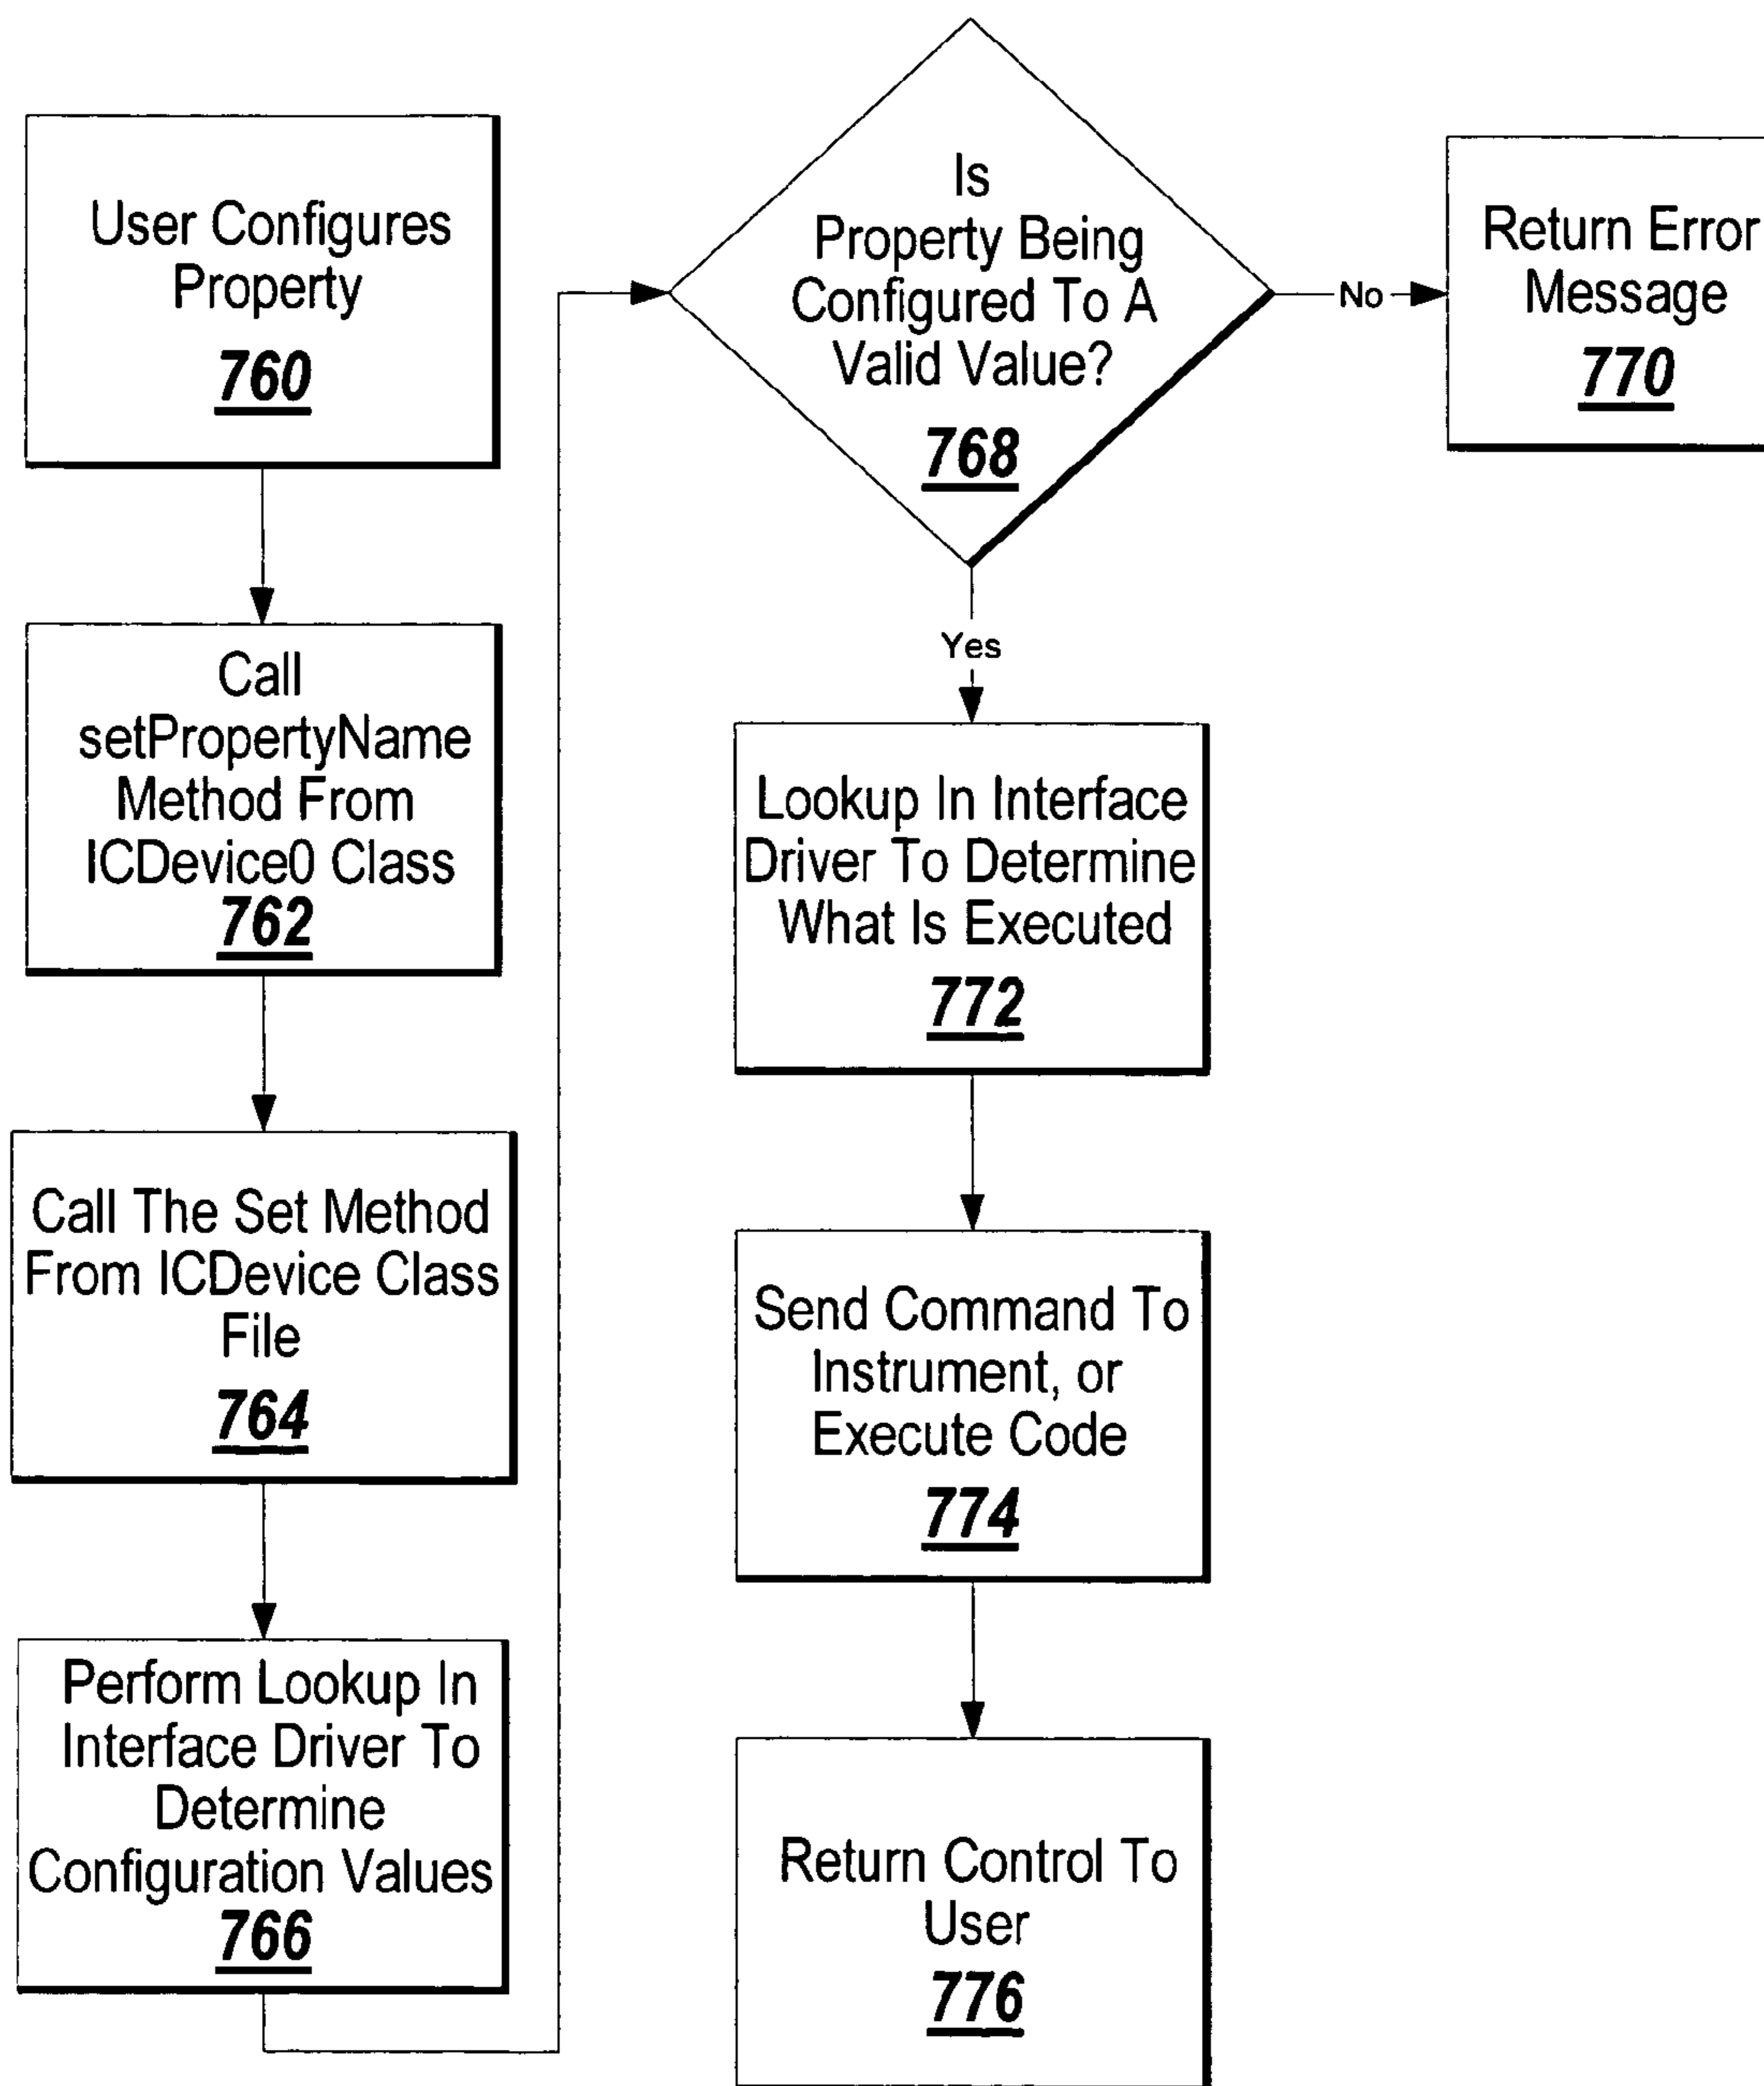 User Configures
Property
760
Call
setPropertyName
Method From
ICDevice0 Class
762
Call The Set Method
From ICDevice Class
File
764
Perform Lookup In
Interface Driver To
Determine
Configuration Values
766
Is
Property Being
Configured To A
Valid Value?
768
No
Return Error
Message
770
Yes
Lookup In Interface
Driver To Determine
What Is Executed
772
Send Command To
Instrument, or
Execute Code
774
Return Control To
User
776